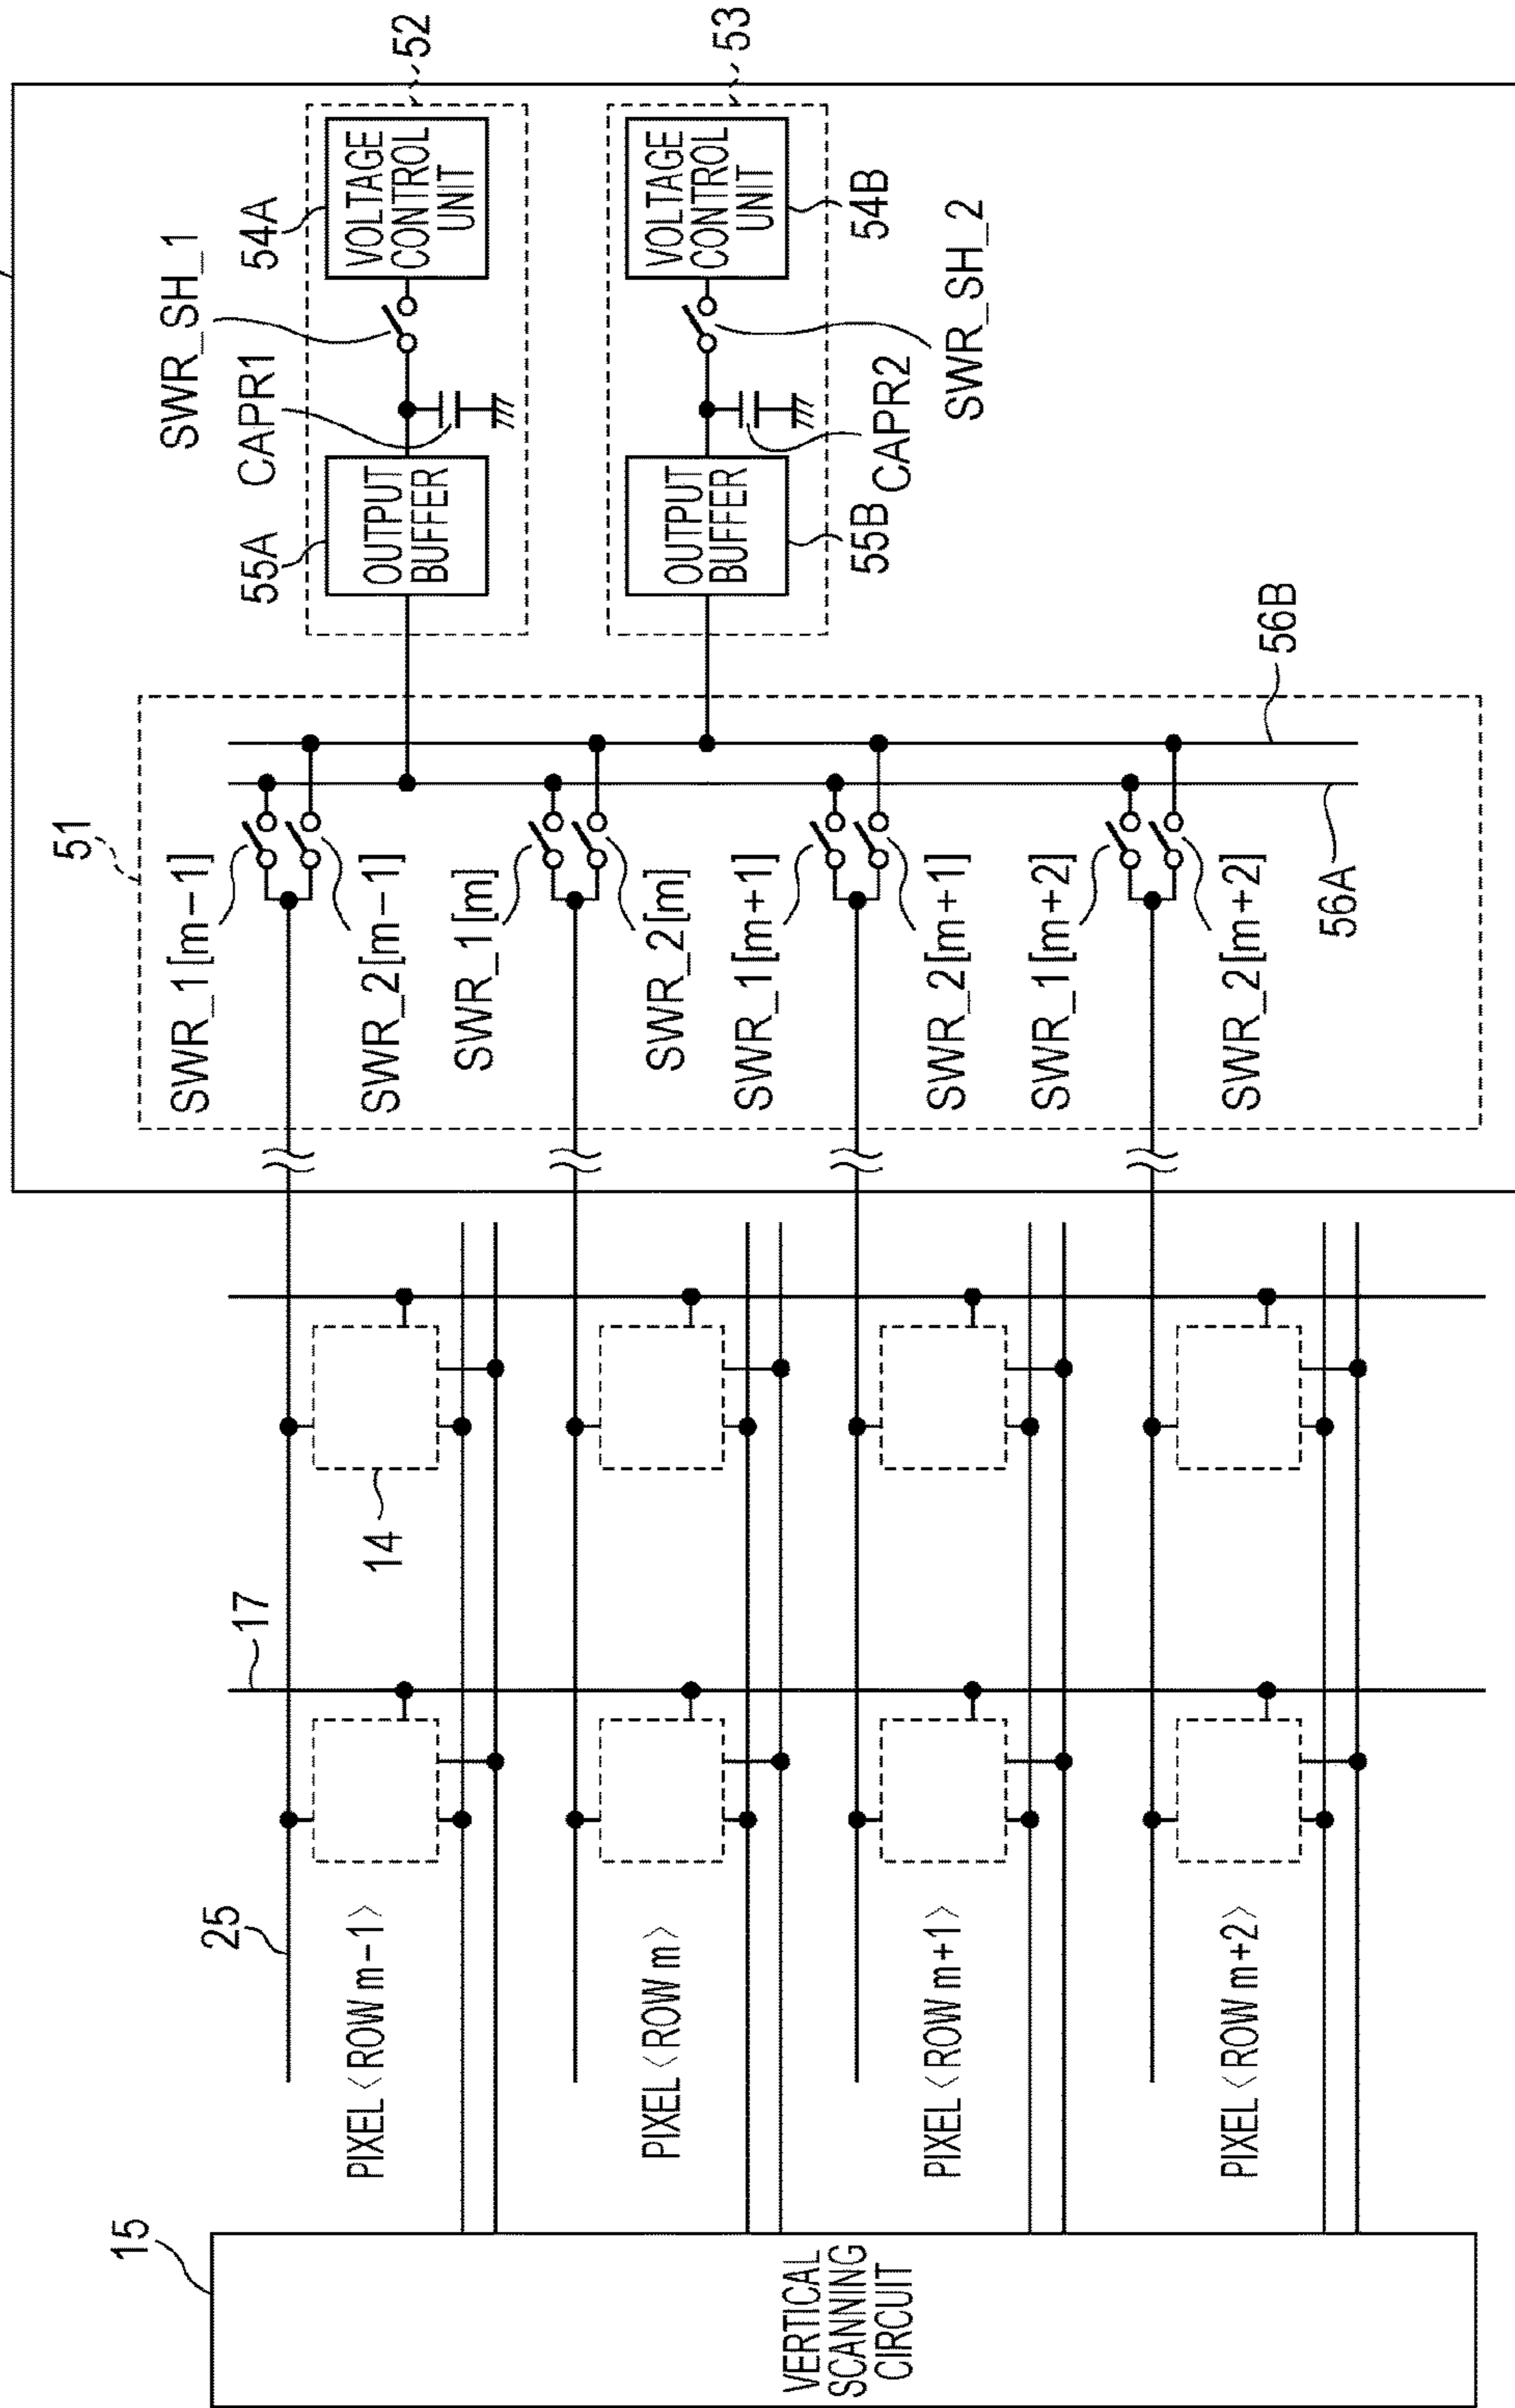 15
VERTICAL
SCANNING
CIRCUIT
25
17
14
PIXEL<ROW m−1>
PIXEL<ROW m>
PIXEL<ROW m+1>
PIXEL<ROW m+2>
51
SWR_1[m−1]
SWR_2[m−1]
SWR_1[m]
SWR_2[m]
SWR_1[m+1]
SWR_2[m+1]
SWR_1[m+2]
SWR_2[m+2]
56A
56B
52
55A
OUTPUT
BUFFER
CAPR1
SWR_SH_1
54A
VOLTAGE
CONTROL
UNIT
53
55B
OUTPUT
BUFFER
CAPR2
SWR_SH_2
54B
VOLTAGE
CONTROL
UNIT